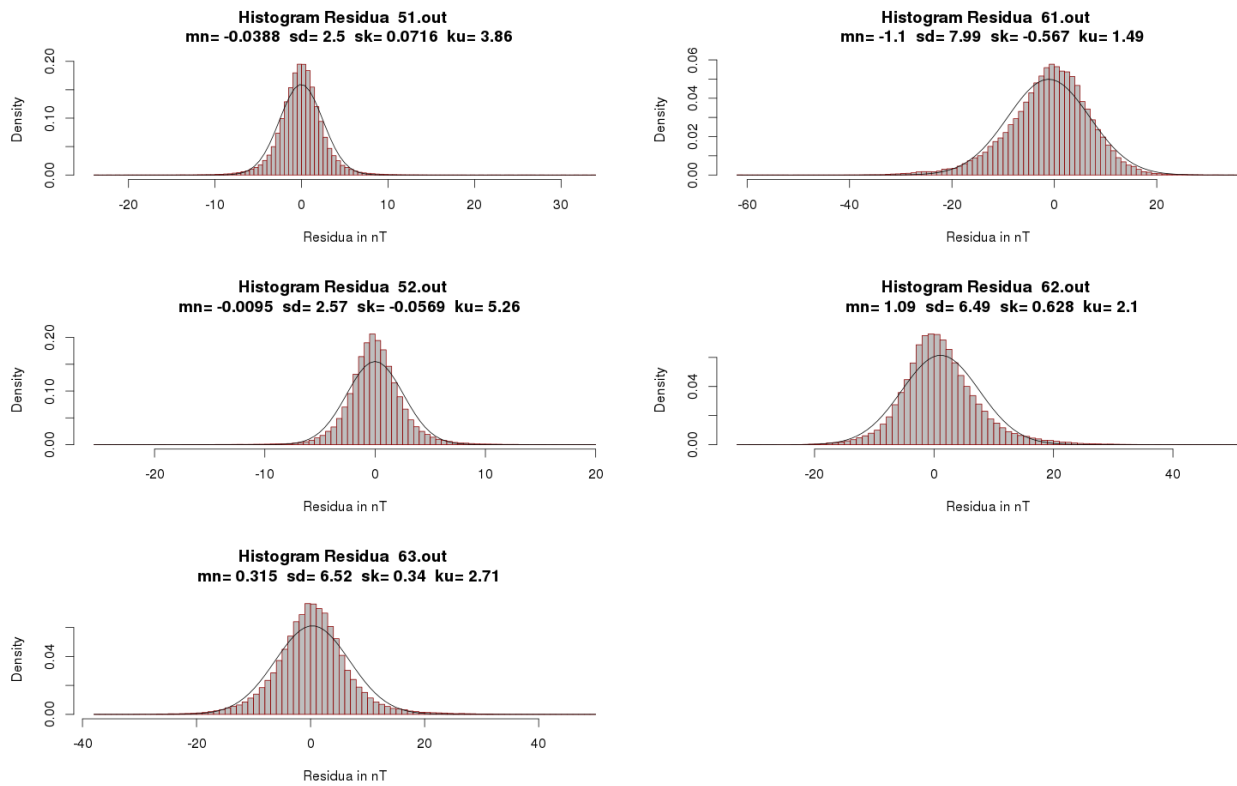 Histogram Residua 51.out
mn= -0.0388 sd= 2.5 sk= 0.0716 ku= 3.86
Density
0.00
0.10
0.20
-20
-10
0
10
20
30
Residua in nT
Histogram Residua 61.out
mn= -1.1 sd= 7.99 sk= -0.567 ku= 1.49
Density
0.00
0.02
0.04
0.06
-60
-40
-20
0
20
Residua in nT
Histogram Residua 52.out
mn= -0.0095 sd= 2.57 sk= -0.0569 ku= 5.26
Density
0.00
0.10
0.20
-20
-10
0
10
20
Residua in nT
Histogram Residua 62.out
mn= 1.09 sd= 6.49 sk= 0.628 ku= 2.1
Density
0.00
0.04
-20
0
20
40
Residua in nT
Histogram Residua 63.out
mn= 0.315 sd= 6.52 sk= 0.34 ku= 2.71
Density
0.00
0.04
-40
-20
0
20
40
Residua in nT